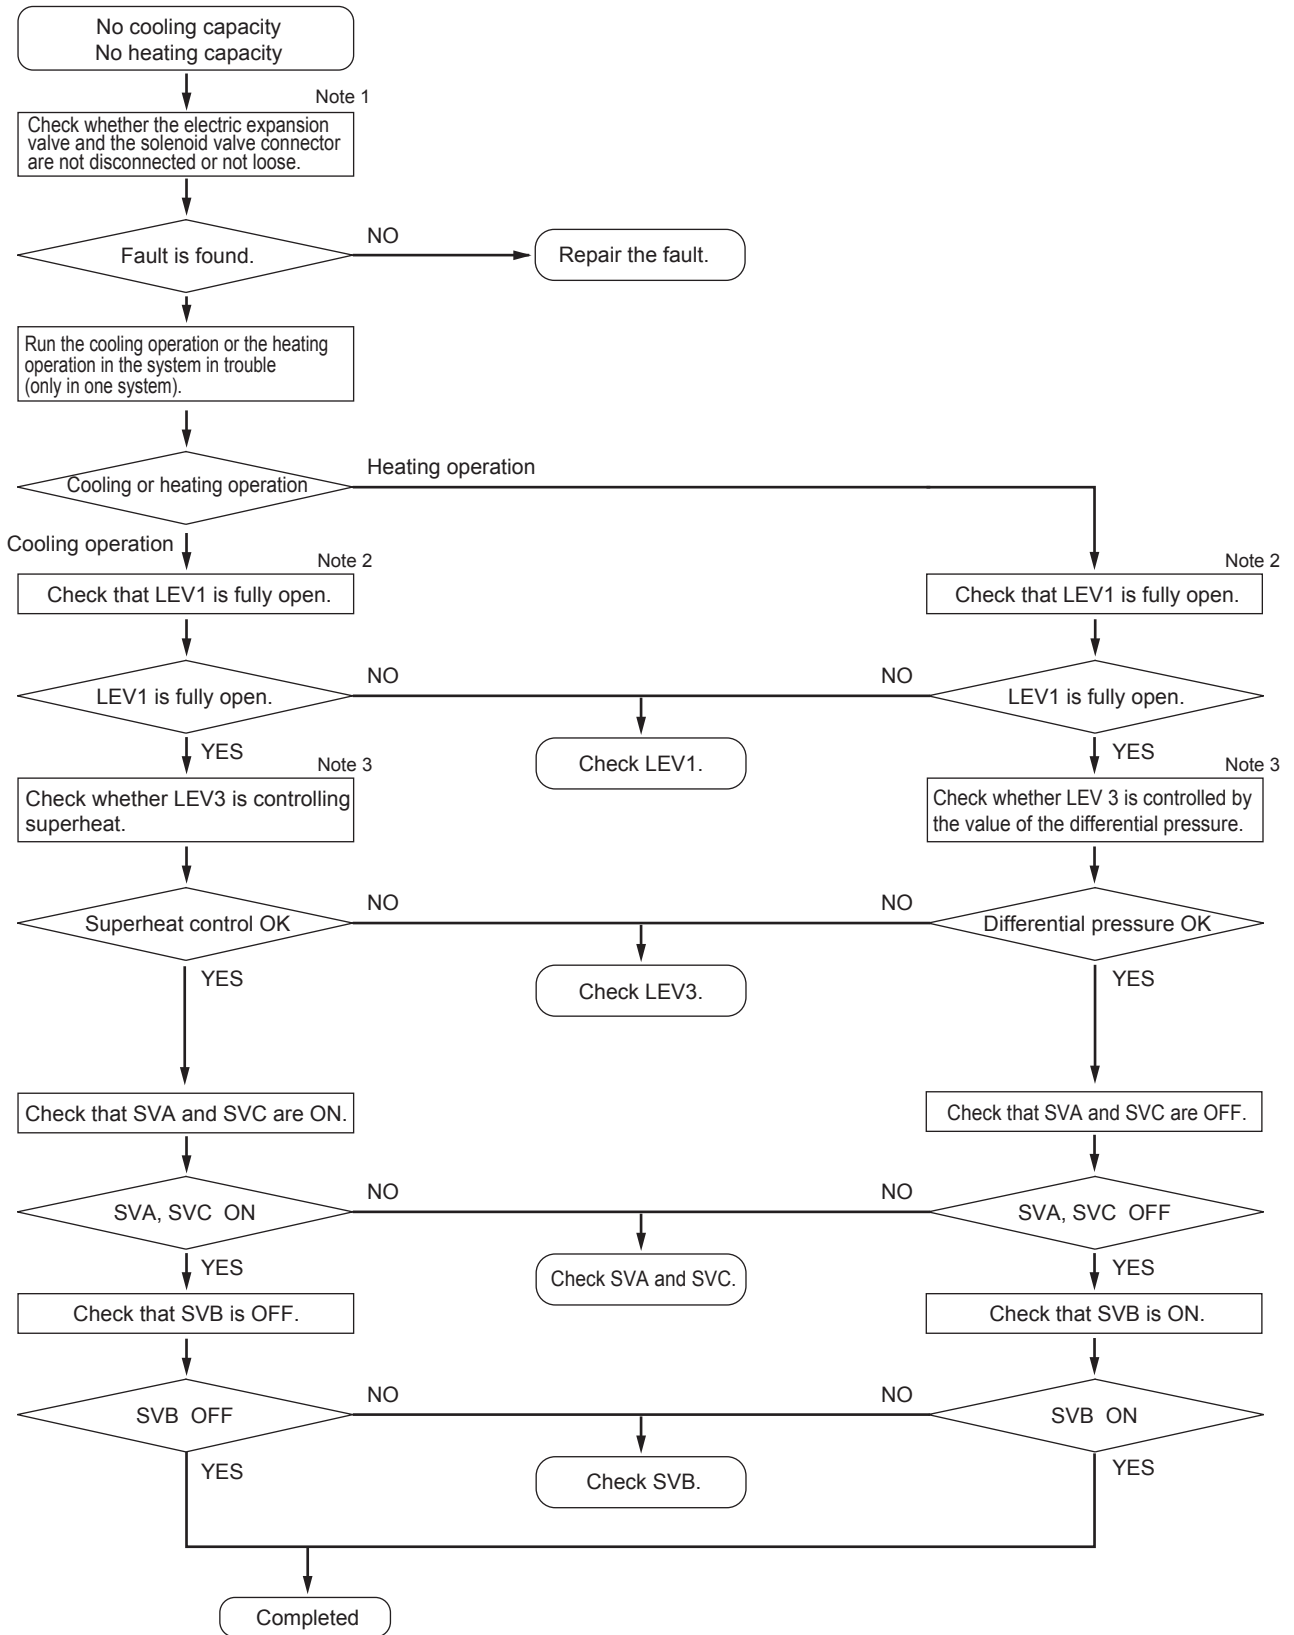 No cooling capacity
No heating capacity
Note 1
Check whether the electric expansion
valve and the solenoid valve connector
are not disconnected or not loose.
NO
Fault is found.
Repair the fault.
Run the cooling operation or the heating
operation in the system in trouble
(only in one system).
Heating operation
Cooling or heating operation
Cooling operation
Note 2
Note 2
Check that LEV1 is fully open.
Check that LEV1 is fully open.
NO
NO
LEV1 is fully open.
LEV1 is fully open.
YES
YES
Check LEV1.
Note 3
Note 3
Check whether LEV3 is controlling
superheat.
Check whether LEV 3 is controlled by
the value of the differential pressure.
NO
NO
Superheat control OK
Differential pressure OK
YES
YES
Check LEV3.
Check that SVA and SVC are ON.
Check that SVA and SVC are OFF.
NO
NO
SVA, SVC ON
SVA, SVC OFF
YES
YES
Check SVA and SVC.
Check that SVB is OFF.
Check that SVB is ON.
NO
NO
SVB OFF
SVB ON
YES
YES
Check SVB.
Completed